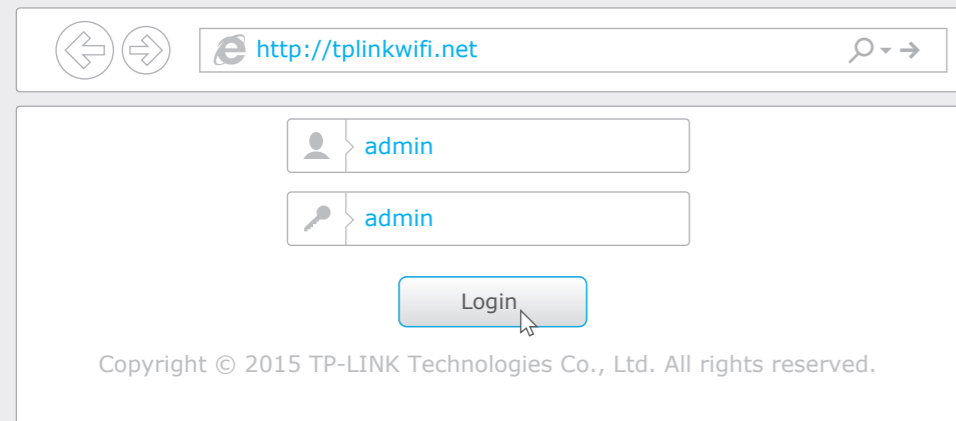 http://tplinkwifi.net
admin
admin
Login
Copyright © 2015 TP-LINK Technologies Co., Ltd. All rights reserved.